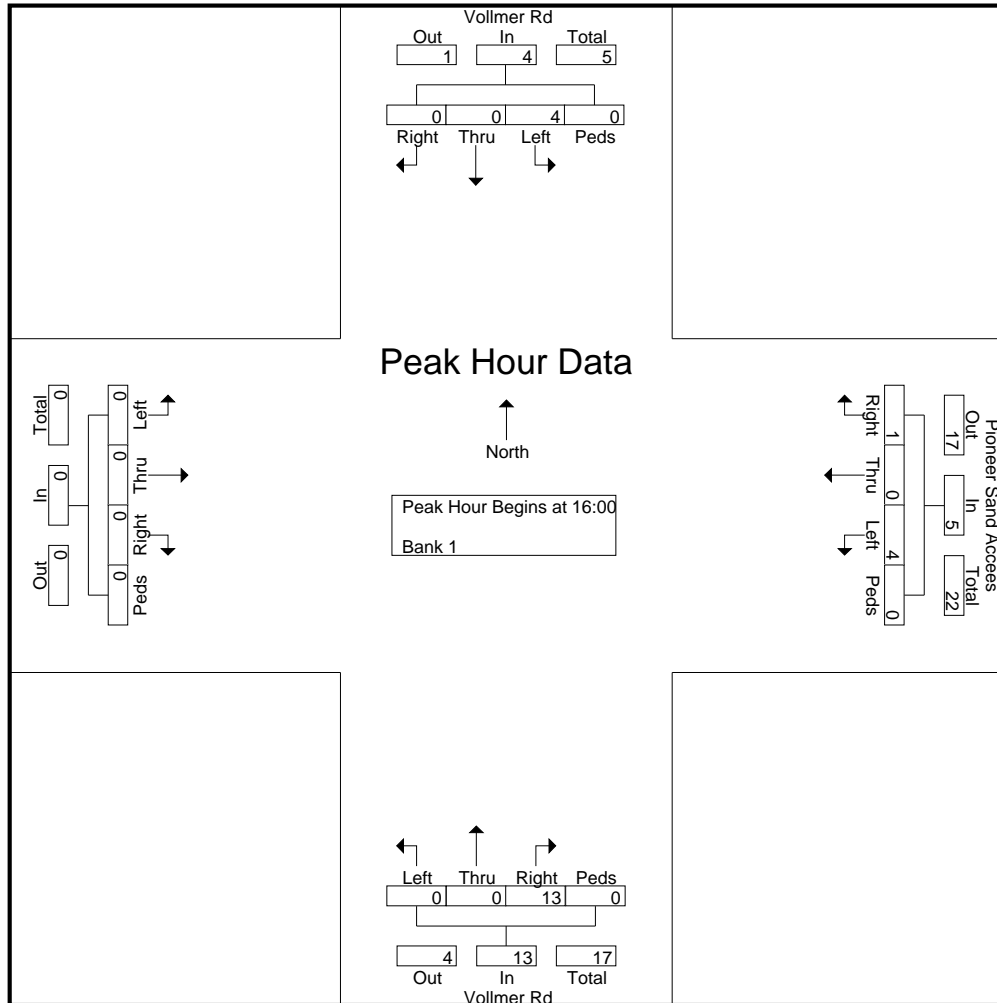 Vollmer Rd
Out In Total
1 4 5
0 0 4 0
Right Thru Left Peds
Peak Hour Data
North
Peak Hour Begins at 16:00
Bank 1
Left Thru Right Peds
0 0 0 0
Total In Out
0 0 0
Right Thru Left Peds
1 0 4 0
Out In Total
17 5 22
Pioneer Sand Accees
Left Thru Right Peds
0 0 13 0
4 13 17
Out In Total
Vollmer Rd